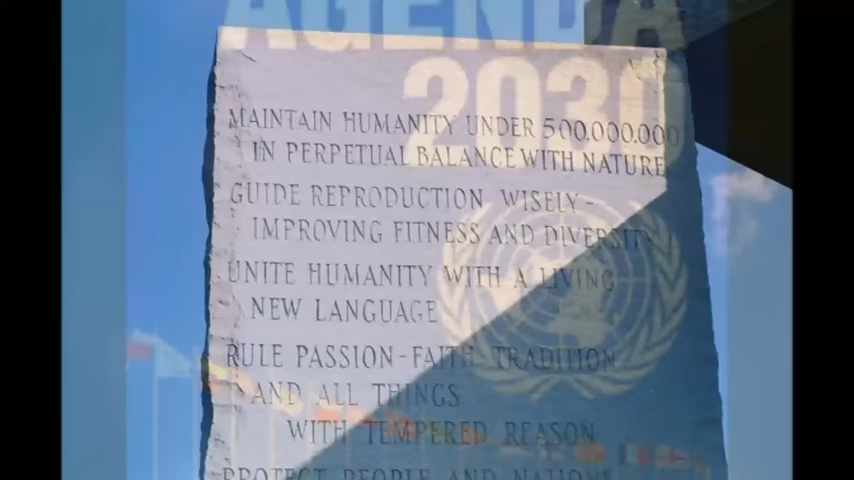 AGENDA
2030
MAINTAIN HUMANITY UNDER 500.000.000
IN PERPETUAL BALANCE WITH NATURE
GUIDE REPRODUCTION WISELY-
IMPROVING FITNESS AND DIVERSITY
UNITE HUMANITY WITH A LIVING
NEW LANGUAGE
RULE PASSION-FAITH-TRADITION
AND ALL THINGS
WITH TEMPERED REASON
PROTECT PEOPLE AND NATIONS